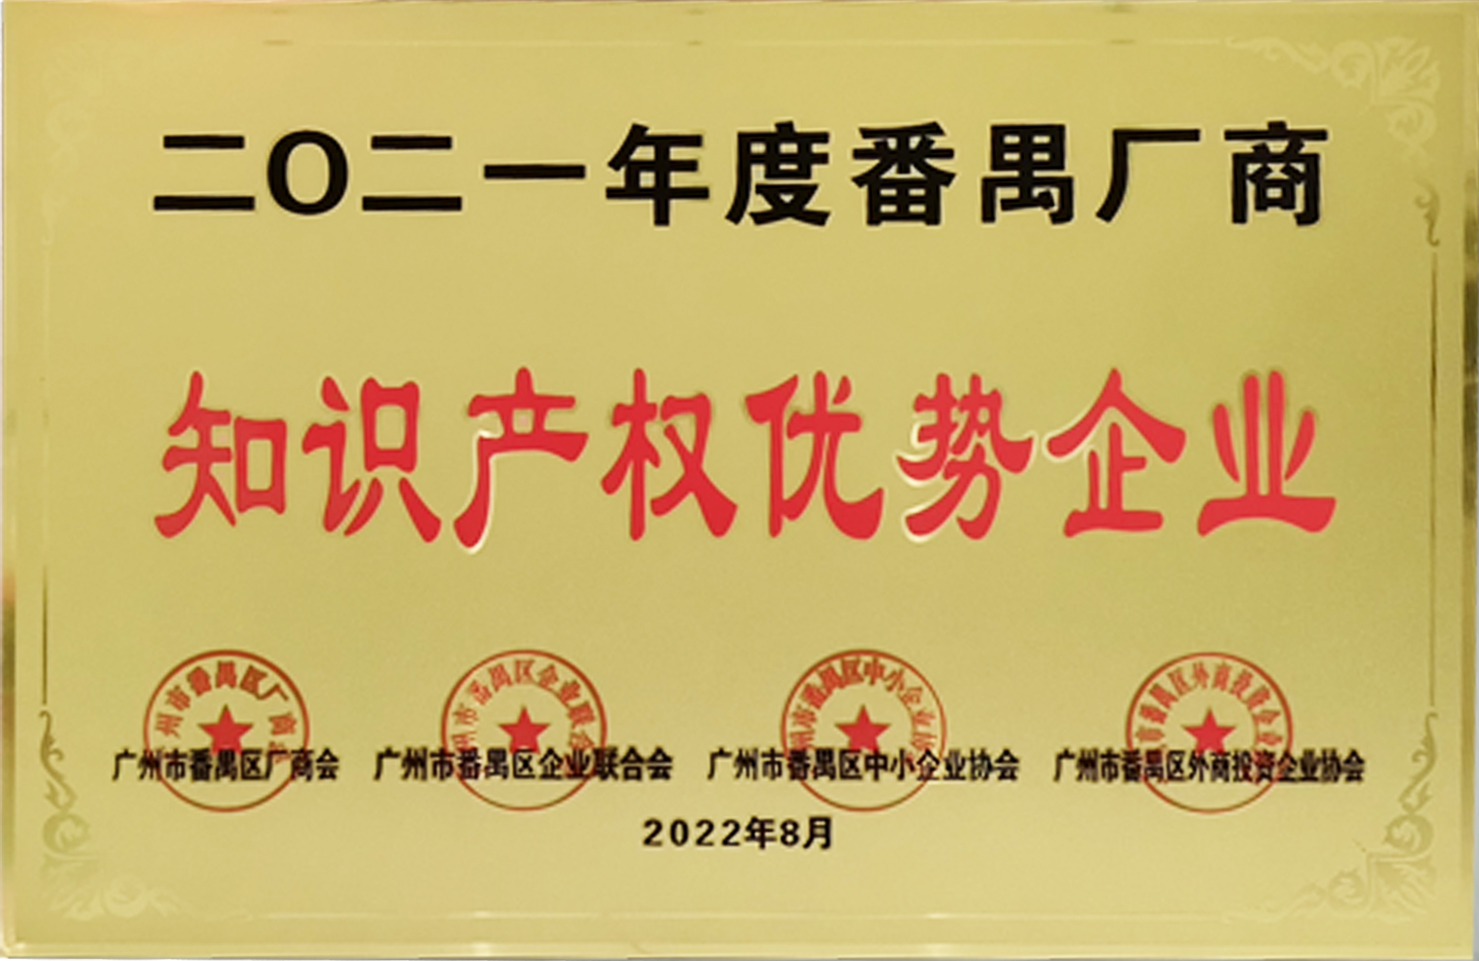 二〇二一年度番禺厂商
知识产权优势企业
广州市番禺区厂商会 广州市番禺区企业联合会 广州市番禺区中小企业协会 广州市番禺区外商投资企业协会
2022年8月